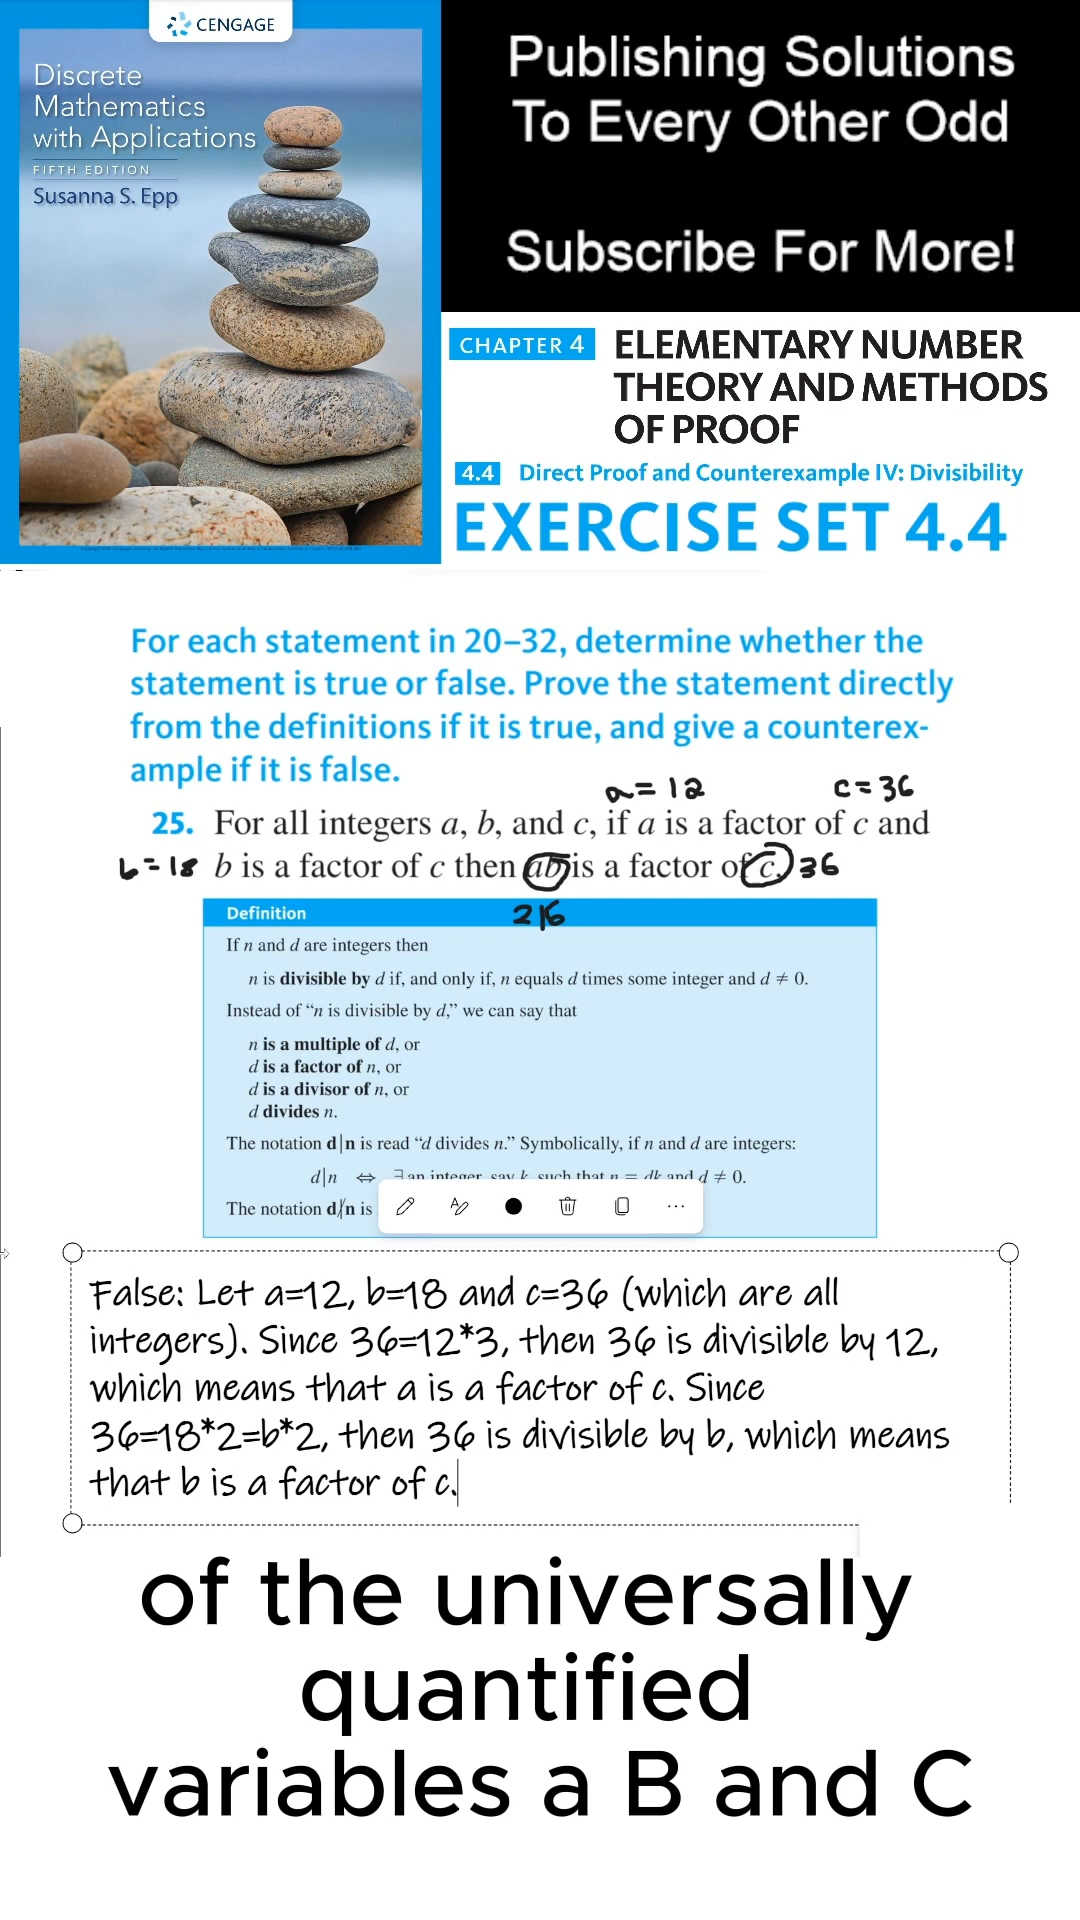 CENGAGE
Discrete
Mathematics
with Applications
FIFTH EDITION
Susanna S. Epp
Publishing Solutions
To Every Other Odd
Subscribe For More!
CHAPTER 4
ELEMENTARY NUMBER
THEORY AND METHODS
OF PROOF
4.4 Direct Proof and Counterexample IV: Divisibility
EXERCISE SET 4.4
For each statement in 20–32, determine whether the
statement is true or false. Prove the statement directly
from the definitions if it is true, and give a counterex-
ample if it is false.
a=12 c=36
25. For all integers a, b, and c, if a is a factor of c and
b=18 b is a factor of c then ab is a factor of c. 36
216
Definition
If n and d are integers then
n is divisible by d if, and only if, n equals d times some integer and d ≠ 0.
Instead of “n is divisible by d,” we can say that
n is a multiple of d, or
d is a factor of n, or
d is a divisor of n, or
d divides n.
The notation d|n is read “d divides n.” Symbolically, if n and d are integers:
d|n ⇔ ∃ an integer, say k, such that n = dk and d ≠ 0.
The notation d∤n is
False: Let a=12, b=18 and c=36 (which are all
integers). Since 36=12*3, then 36 is divisible by 12,
which means that a is a factor of c. Since
36=18*2=b*2, then 36 is divisible by b, which means
that b is a factor of c.
of the universally
quantified
variables a B and C